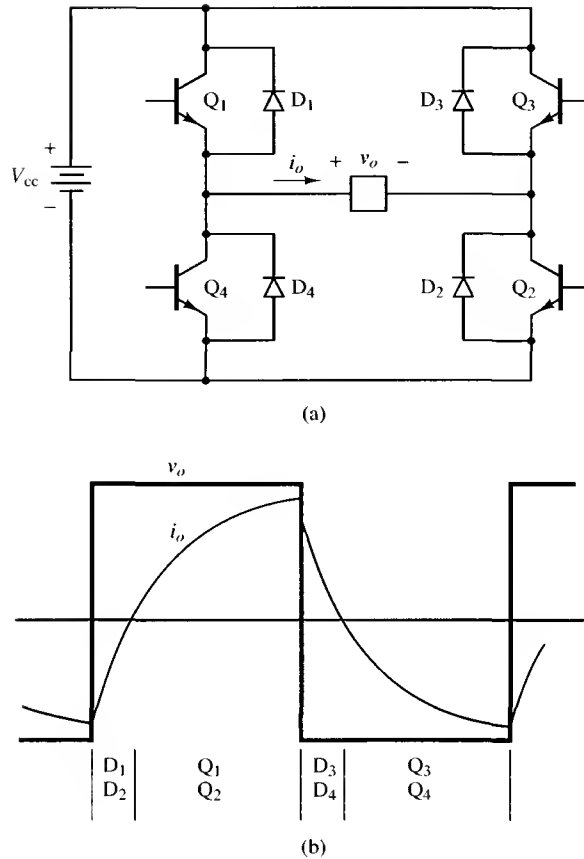 Q1 D1 D3 Q3
io + vo -
+
Vcc
-
Q4 D4 D2 Q2
(a)
vo
io
D1 Q1 D3 Q3
D2 Q2 D4 Q4
(b)